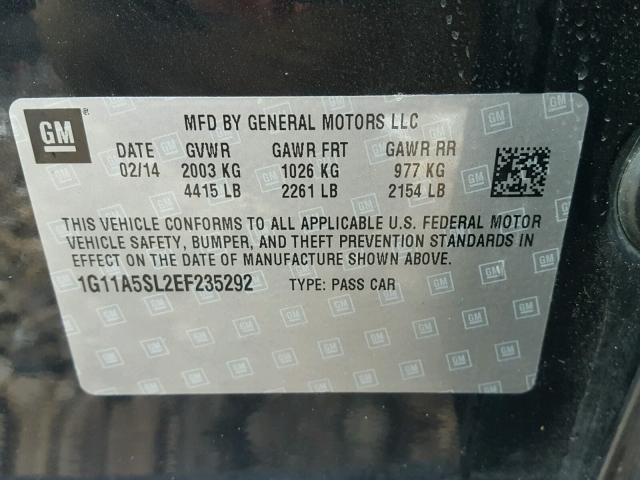 GM
MFD BY GENERAL MOTORS LLC
DATE GVWR GAWR FRT GAWR RR
02/14 2003 KG 1026 KG 977 KG
4415 LB 2261 LB 2154 LB
THIS VEHICLE CONFORMS TO ALL APPLICABLE U.S. FEDERAL MOTOR
VEHICLE SAFETY, BUMPER, AND THEFT PREVENTION STANDARDS IN
EFFECT ON THE DATE OF MANUFACTURE SHOWN ABOVE.
1G11A5SL2EF235292 TYPE: PASS CAR